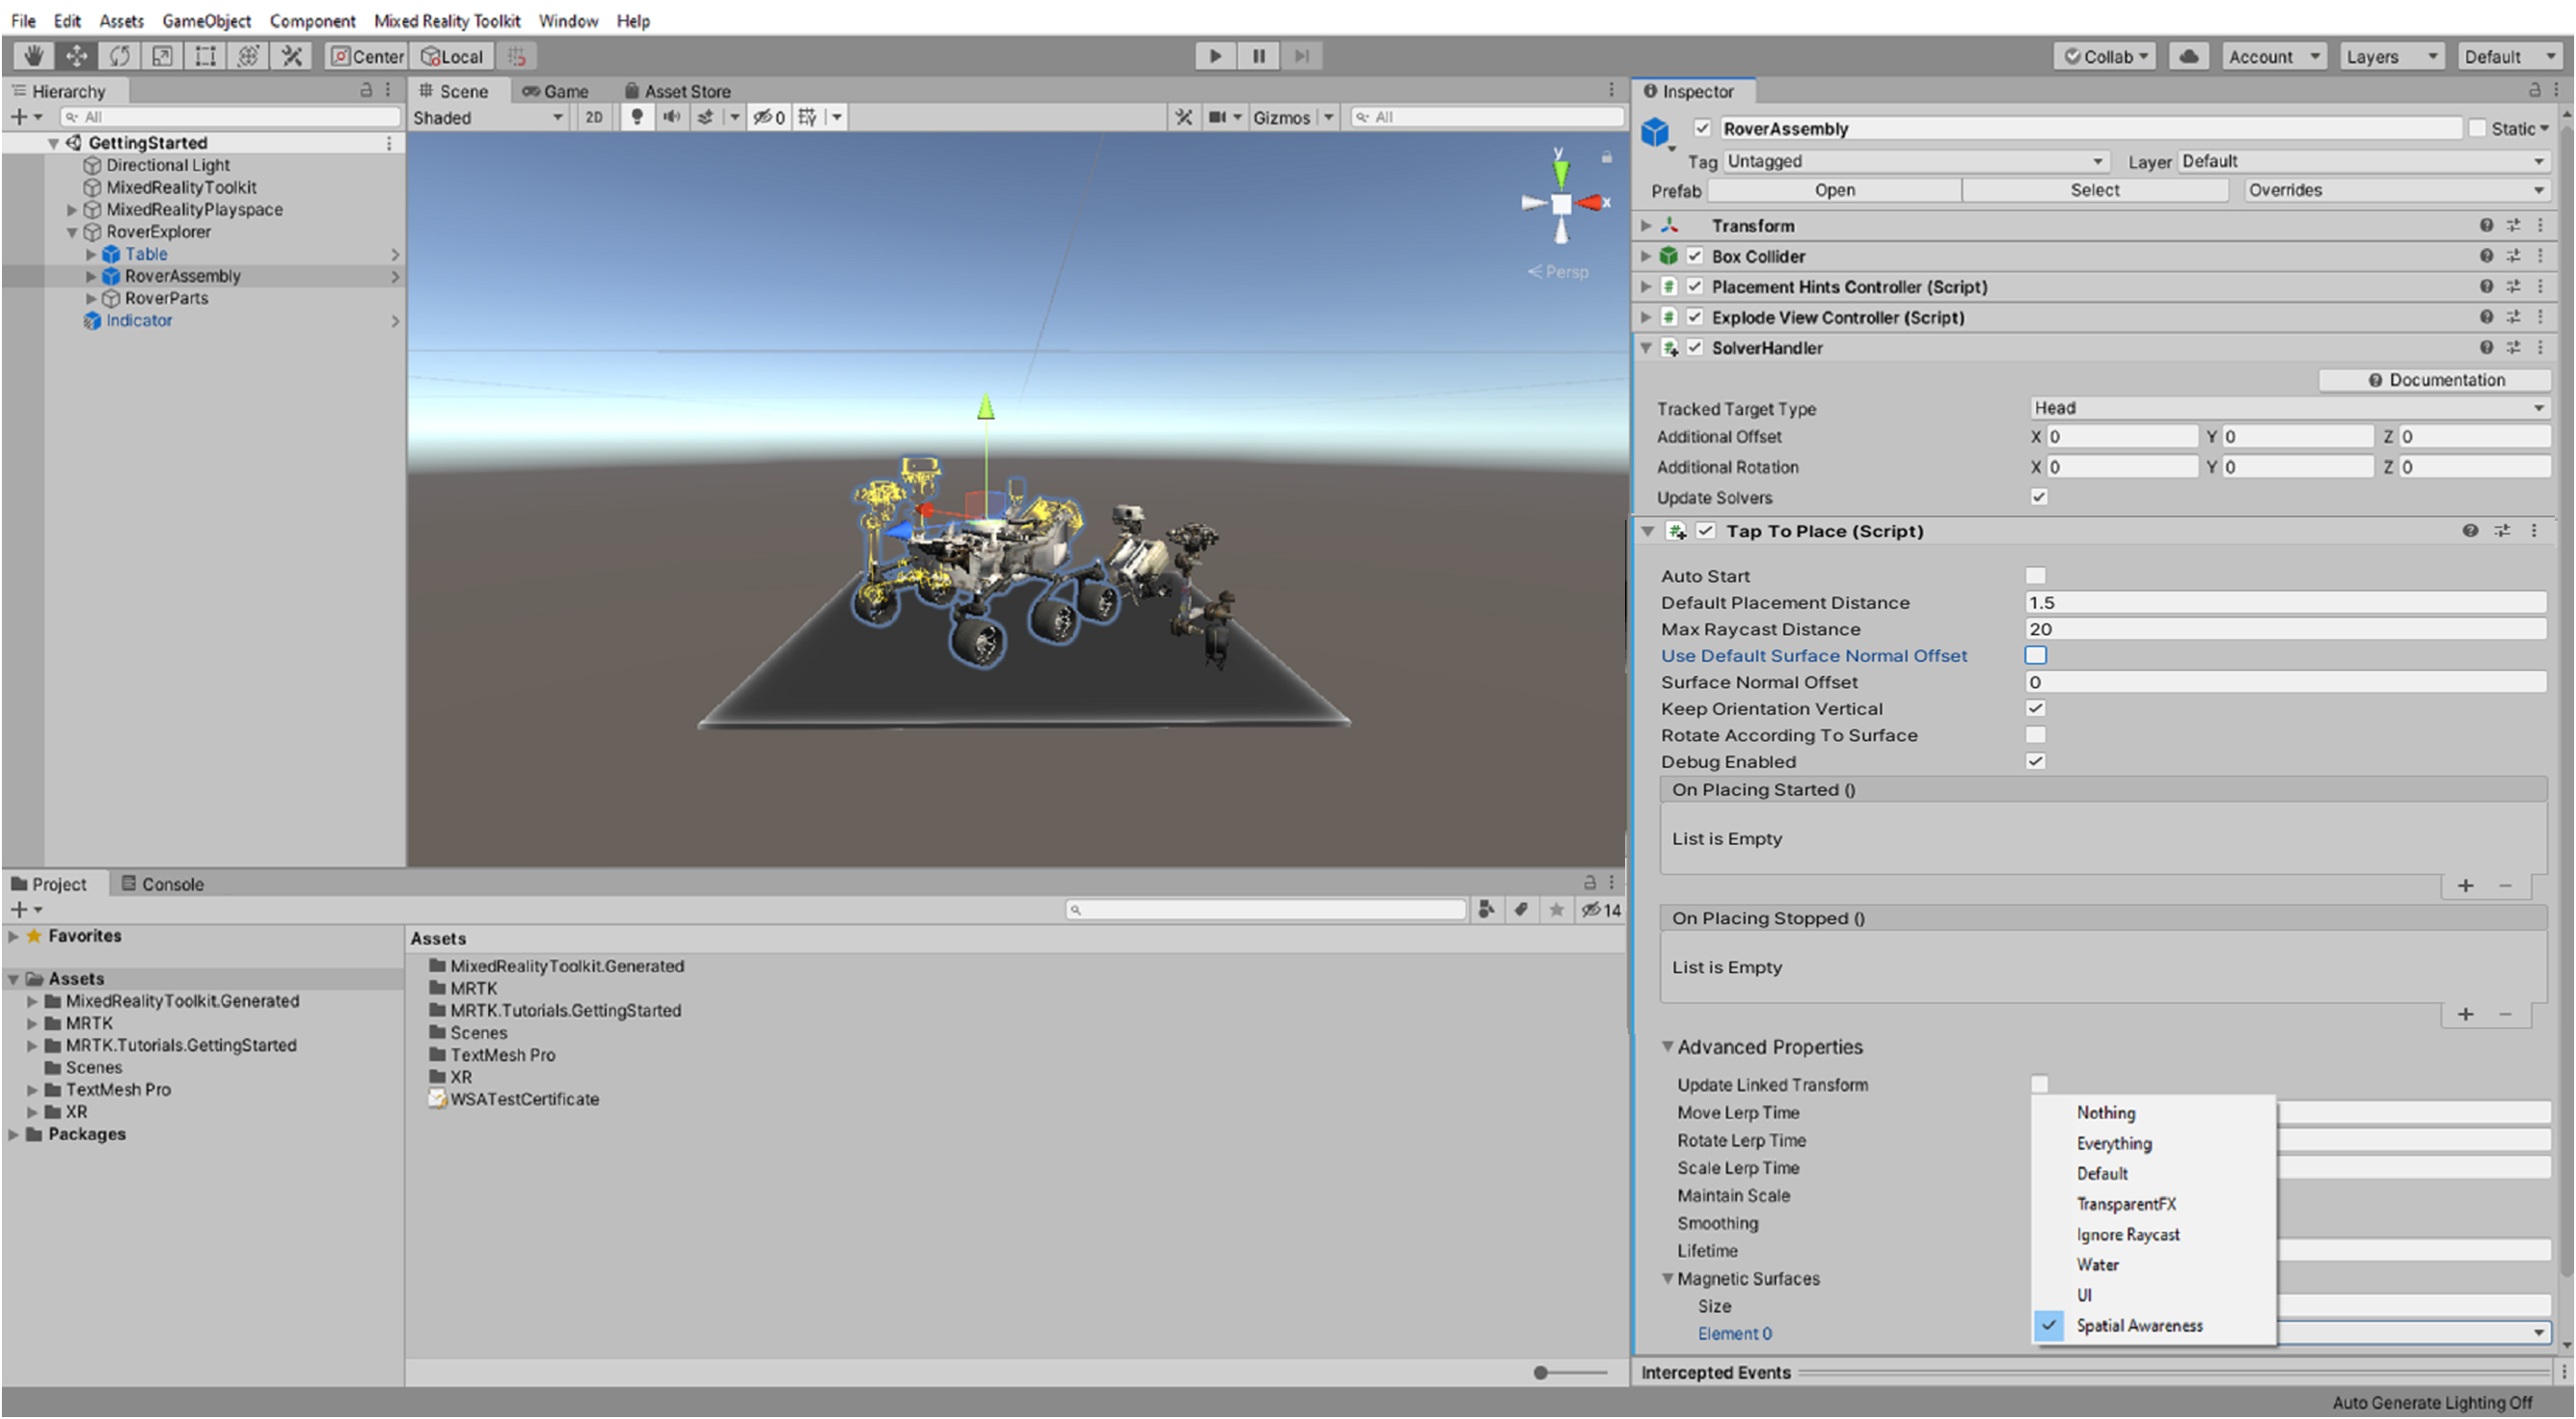 File Edit Assets GameObject Component Mixed Reality Toolkit Window Help
Center Local Collab Account Layers Default
Hierarchy
All
GettingStarted
Directional Light
MixedRealityToolkit
MixedRealityPlayspace
RoverExplorer
Table
RoverAssembly
RoverParts
Indicator
Scene Game Asset Store
Shaded 2D 0 Gizmos All
y
x
Persp
Project Console
14
Favorites
Assets
MixedRealityToolkit.Generated
MRTK
MRTK.Tutorials.GettingStarted
Scenes
TextMesh Pro
XR
Packages
Assets
MixedRealityToolkit.Generated
MRTK
MRTK.Tutorials.GettingStarted
Scenes
TextMesh Pro
XR
WSATestCertificate
Inspector
RoverAssembly Static
Tag Untagged Layer Default
Prefab Open Select Overrides
Transform
Box Collider
Placement Hints Controller (Script)
Explode View Controller (Script)
SolverHandler
Documentation
Tracked Target Type Head
Additional Offset X 0 Y 0 Z 0
Additional Rotation X 0 Y 0 Z 0
Update Solvers
Tap To Place (Script)
Auto Start
Default Placement Distance 1.5
Max Raycast Distance 20
Use Default Surface Normal Offset
Surface Normal Offset 0
Keep Orientation Vertical
Rotate According To Surface
Debug Enabled
On Placing Started ()
List is Empty
+ −
On Placing Stopped ()
List is Empty
+ −
Advanced Properties
Update Linked Transform
Move Lerp Time
Rotate Lerp Time
Scale Lerp Time
Maintain Scale
Smoothing
Lifetime
Magnetic Surfaces
Size
Element 0
Nothing
Everything
Default
TransparentFX
Ignore Raycast
Water
UI
Spatial Awareness
Intercepted Events
Auto Generate Lighting Off